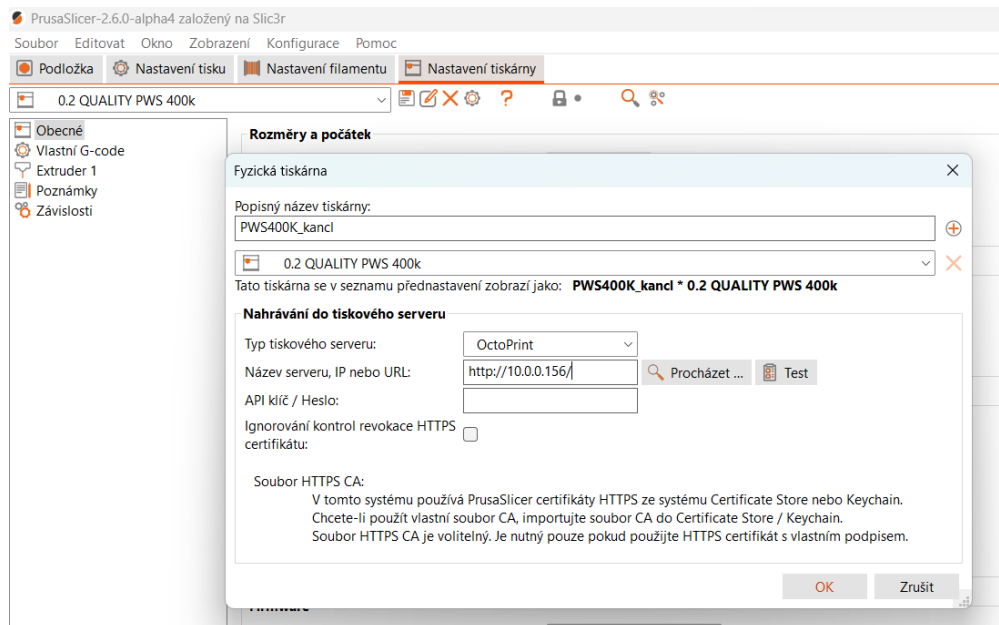 PrusaSlicer-2.6.0-alpha4 založený na Slic3r
Soubor Editovat Okno Zobrazení Konfigurace Pomoc
Podložka Nastavení tisku Nastavení filamentu Nastavení tiskárny
0.2 QUALITY PWS 400k
Obecné
Vlastní G-code
Extruder 1
Poznámky
Závislosti
Rozměry a počátek
Fyzická tiskárna
Popisný název tiskárny:
PWS400K_kancl
0.2 QUALITY PWS 400k
Tato tiskárna se v seznamu přednastavení zobrazí jako: PWS400K_kancl * 0.2 QUALITY PWS 400k
Nahrávání do tiskového serveru
Typ tiskového serveru: OctoPrint
Název serveru, IP nebo URL: http://10.0.0.156/ Procházet ... Test
API klíč / Heslo:
Ignorování kontrol revokace HTTPS
certifikátu:
Soubor HTTPS CA:
V tomto systému používá PrusaSlicer certifikáty HTTPS ze systému Certificate Store nebo Keychain.
Chcete-li použít vlastní soubor CA, importujte soubor CA do Certificate Store / Keychain.
Soubor HTTPS CA je volitelný. Je nutný pouze pokud použijte HTTPS certifikát s vlastním podpisem.
OK Zrušit
Firmware